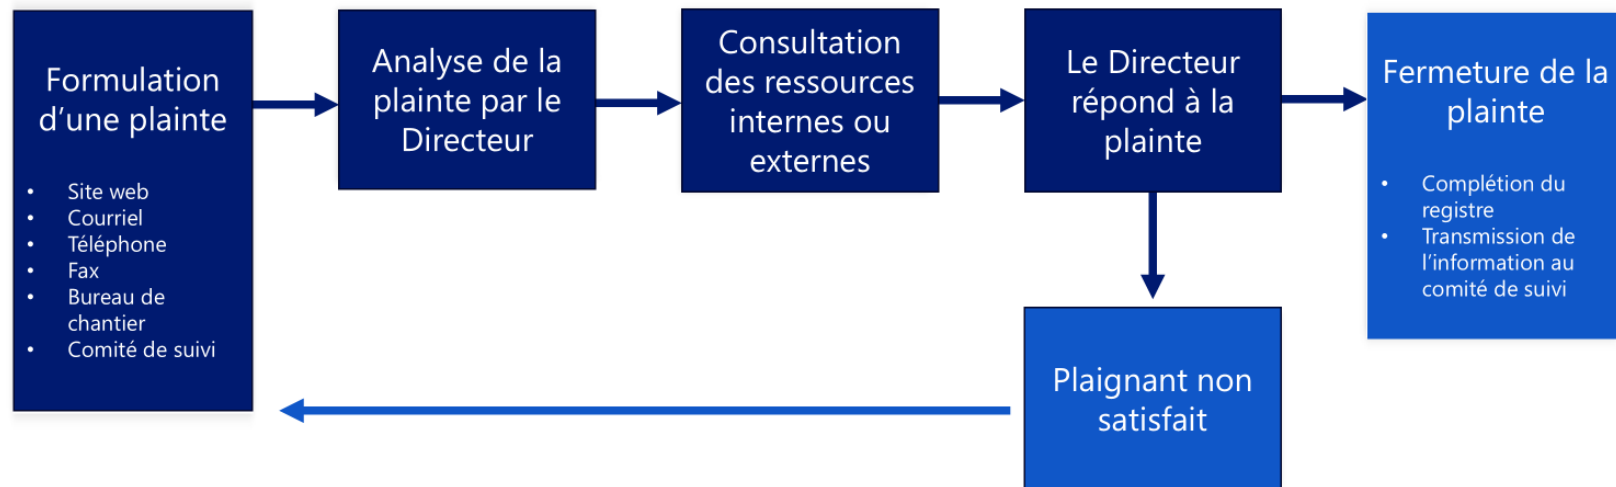 Formulation
d'une plainte
• Site web
• Courriel
• Téléphone
• Fax
• Bureau de
chantier
• Comité de suivi
Analyse de la
plainte par le
Directeur
Consultation
des ressources
internes ou
externes
Le Directeur
répond à la
plainte
Fermeture de la
plainte
• Complétion du
registre
• Transmission de
l'information au
comité de suivi
Plaignant non
satisfait